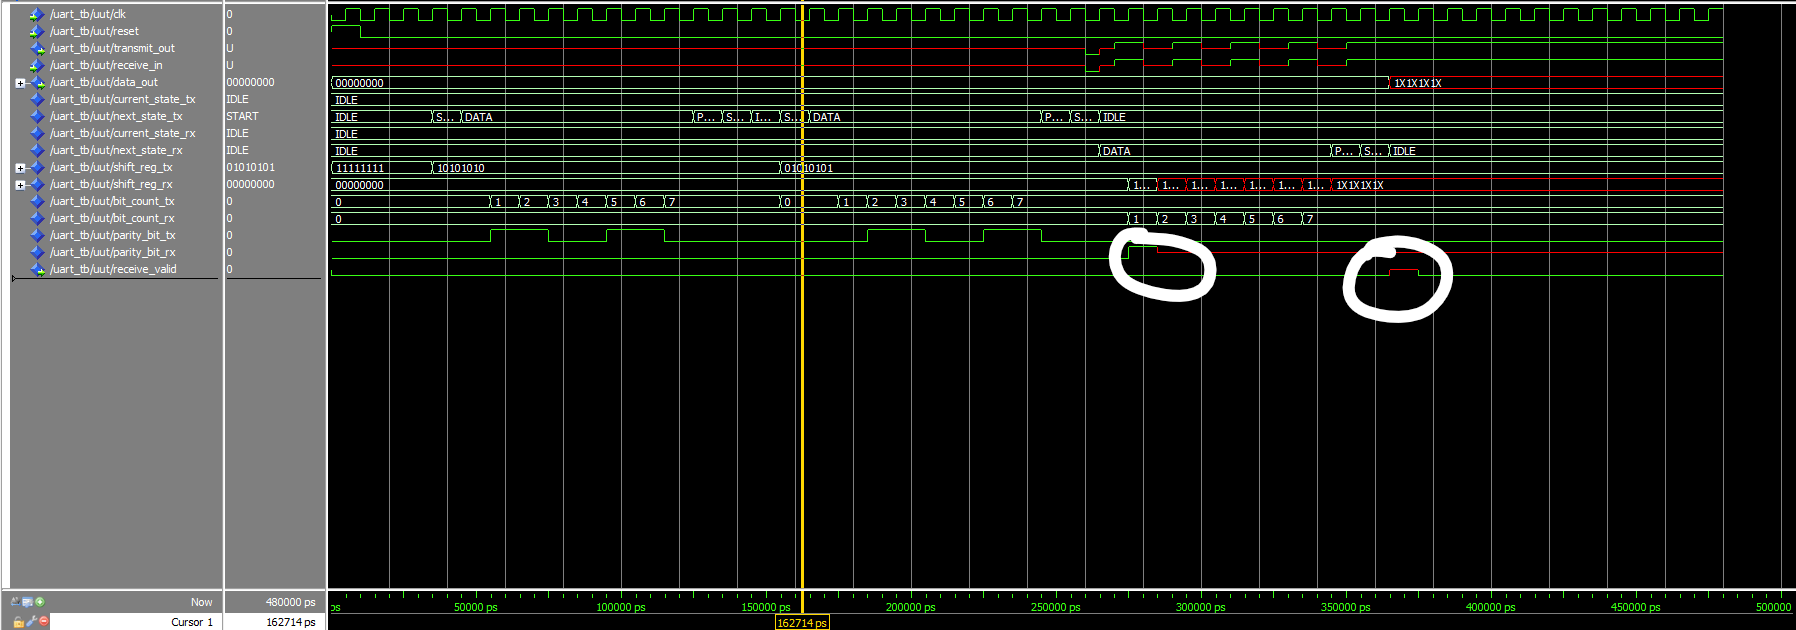 /uart_tb/uut/clk 0
/uart_tb/uut/reset 0
/uart_tb/uut/transmit_out U
/uart_tb/uut/receive_in U
/uart_tb/uut/data_out 00000000 00000000 1X1X1X1X
/uart_tb/uut/current_state_tx IDLE IDLE
/uart_tb/uut/next_state_tx START IDLE S... DATA P... S... I... S... DATA P... S... IDLE
/uart_tb/uut/current_state_rx IDLE IDLE
/uart_tb/uut/next_state_rx IDLE IDLE DATA P... S... IDLE
/uart_tb/uut/shift_reg_tx 01010101 11111111 10101010 01010101
/uart_tb/uut/shift_reg_rx 00000000 00000000 1... 1... 1... 1... 1... 1... 1... 1X1X1X1X
/uart_tb/uut/bit_count_tx 0 0 1 2 3 4 5 6 7 0 1 2 3 4 5 6 7
/uart_tb/uut/bit_count_rx 0 0 1 2 3 4 5 6 7
/uart_tb/uut/parity_bit_tx 0
/uart_tb/uut/parity_bit_rx 0
/uart_tb/uut/receive_valid 0
Now 480000 ps ps 50000 ps 100000 ps 150000 ps 200000 ps 250000 ps 300000 ps 350000 ps 400000 ps 450000 ps 500000 ps
Cursor 1 162714 ps 162714 ps